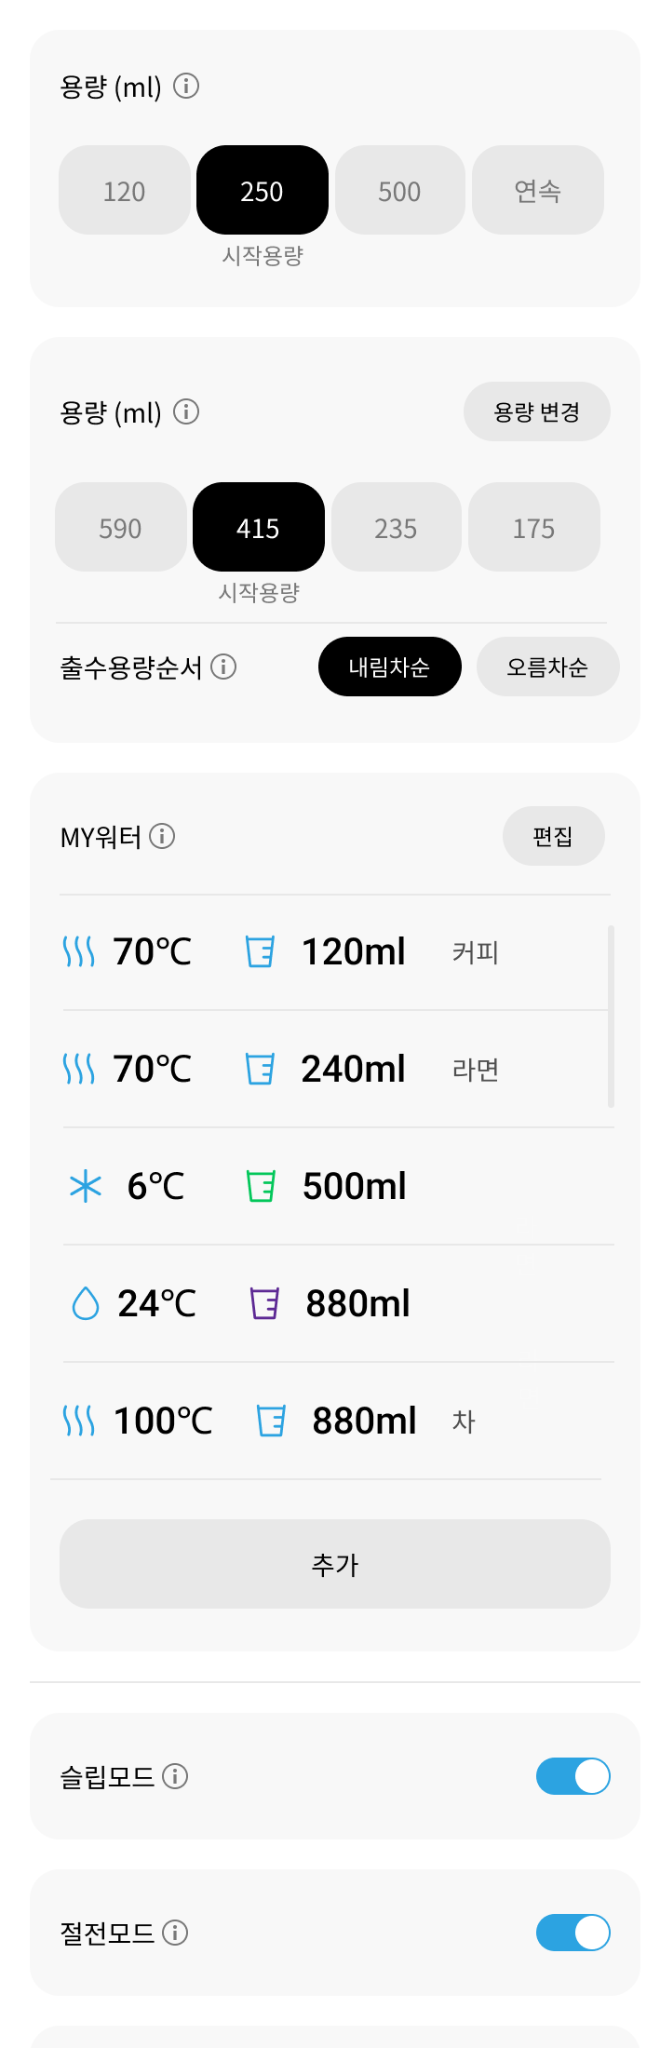 용량 (ml)
120 250 500 연속
시작용량
용량 (ml) 용량 변경
590 415 235 175
시작용량
출수용량순서 내림차순 오름차순
MY워터 편집
70℃ 120ml 커피
70℃ 240ml 라면
6℃ 500ml
24℃ 880ml
100℃ 880ml 차
추가
슬립모드
절전모드